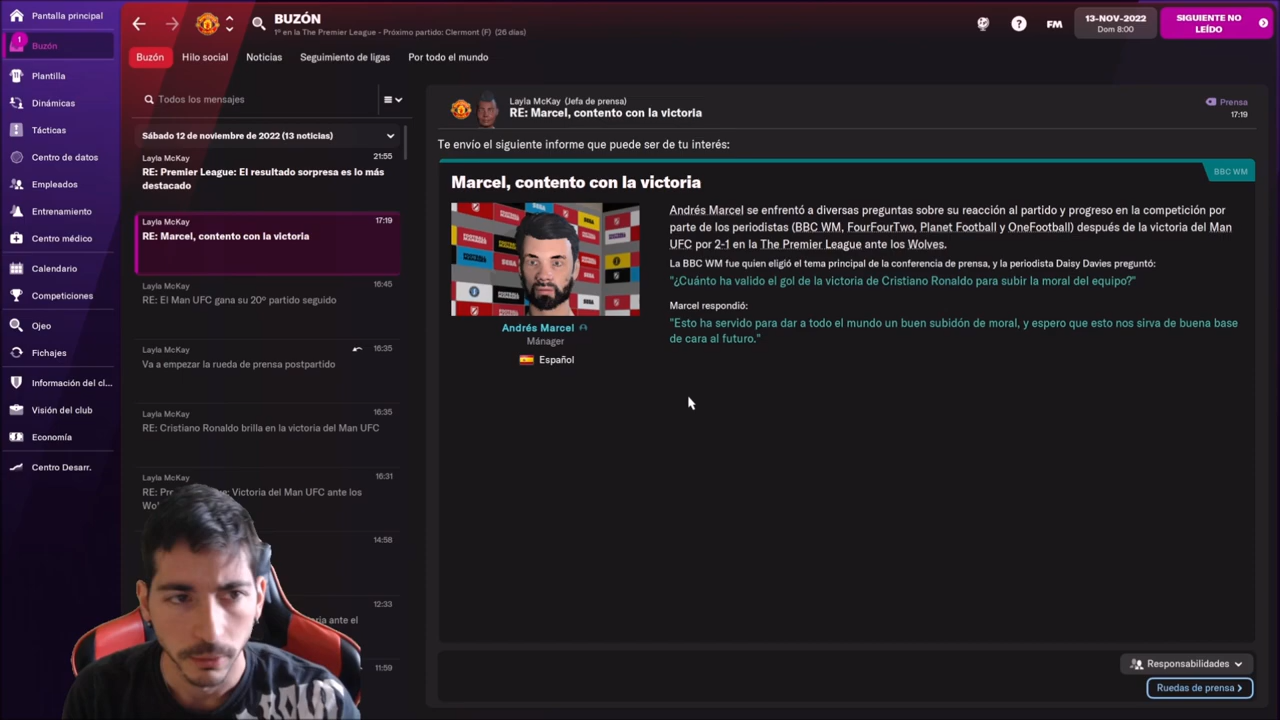 Pantalla principal
1
Buzón
Plantilla
Dinámicas
Tácticas
Centro de datos
Empleados
Entrenamiento
Centro médico
Calendario
Competiciones
Ojeo
Fichajes
Información del cl...
Visión del club
Economía
Centro Desarr.
BUZÓN
1º en la The Premier League - Próximo partido: Clermont (F) (26 días)
FM
13-NOV-2022
Dom 8:00
SIGUIENTE NO
LEÍDO
Buzón
Hilo social
Noticias
Seguimiento de ligas
Por todo el mundo
Todos los mensajes
Sábado 12 de noviembre de 2022 (13 noticias)
Layla McKay
21:55
RE: Premier League: El resultado sorpresa es lo más
destacado
Layla McKay
17:19
RE: Marcel, contento con la victoria
Layla McKay
16:45
RE: El Man UFC gana su 20º partido seguido
Layla McKay
16:35
Va a empezar la rueda de prensa postpartido
Layla McKay
16:35
RE: Cristiano Ronaldo brilla en la victoria del Man UFC
Layla McKay
16:31
Victoria del Man UFC ante los
14:58
12:33
ante el
11:59
Layla McKay (Jefa de prensa)
RE: Marcel, contento con la victoria
Prensa
17:19
Te envío el siguiente informe que puede ser de tu interés:
BBC WM
Marcel, contento con la victoria
Andrés Marcel
Mánager
Español
Andrés Marcel se enfrentó a diversas preguntas sobre su reacción al partido y progreso en la competición por
parte de los periodistas (BBC WM, FourFourTwo, Planet Football y OneFootball) después de la victoria del Man
UFC por 2-1 en la The Premier League ante los Wolves.
La BBC WM fue quien eligió el tema principal de la conferencia de prensa, y la periodista Daisy Davies preguntó:
"¿Cuánto ha valido el gol de la victoria de Cristiano Ronaldo para subir la moral del equipo?"
Marcel respondió:
"Esto ha servido para dar a todo el mundo un buen subidón de moral, y espero que esto nos sirva de buena base
de cara al futuro."
Responsabilidades
Ruedas de prensa